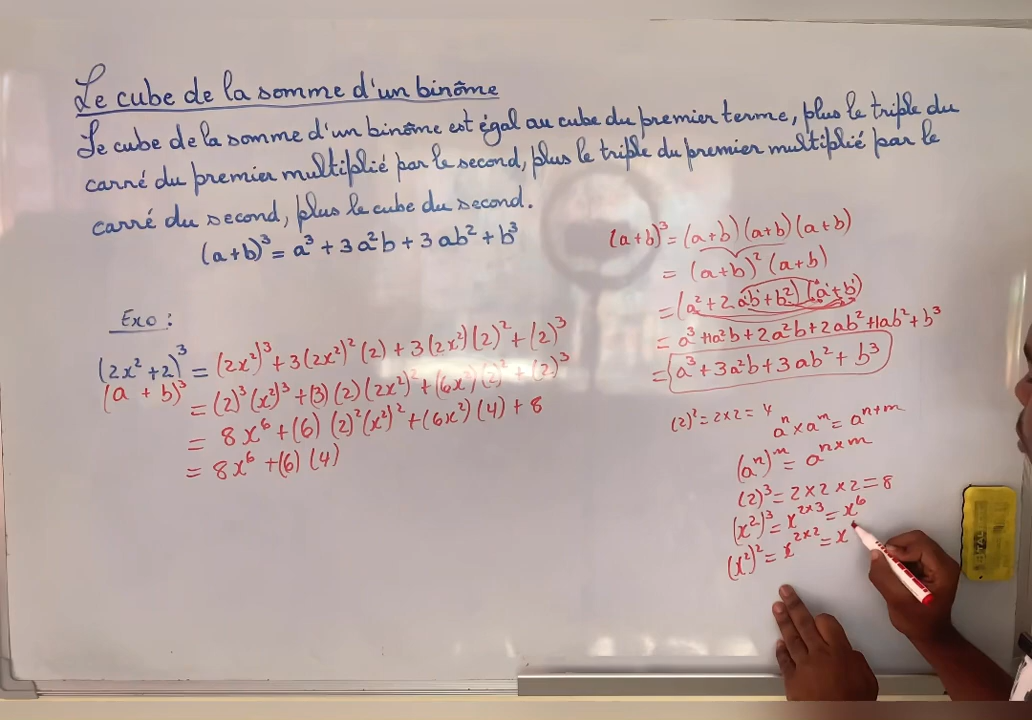 Le cube de la somme d'un binôme
Le cube de la somme d'un binôme est égal au cube du premier terme, plus le triple du
carré du premier multiplié par le second, plus le triple du premier multiplié par le
carré du second, plus le cube du second.
(a+b)³ = a³ + 3a²b + 3ab² + b³
Exo :
(2x²+2)³ = (2x²)³ + 3(2x²)²(2) + 3(2x²)(2)² + (2)³
(a + b)³ = (2)³(x²)³ + (3)(2)(2x²)² + (6x²)(2)² + (2)³
= 8x⁶ + (6)(2)²(x²)² + (6x²)(4) + 8
= 8x⁶ + (6)(4)
(a+b)³ = (a+b)(a+b)(a+b)
= (a+b)²(a+b)
= (a² + 2ab + b²)(a+b)
= a³ + 1a²b + 2a²b + 2ab² + 1ab² + b³
= a³ + 3a²b + 3ab² + b³
(2)² = 2×2 = 4
aⁿ × aᵐ = aⁿ⁺ᵐ
(aⁿ)ᵐ = aⁿˣᵐ
(2)³ = 2 × 2 × 2 = 8
(x²)³ = x²ˣ³ = x⁶
(x²)² = x²ˣ² = x